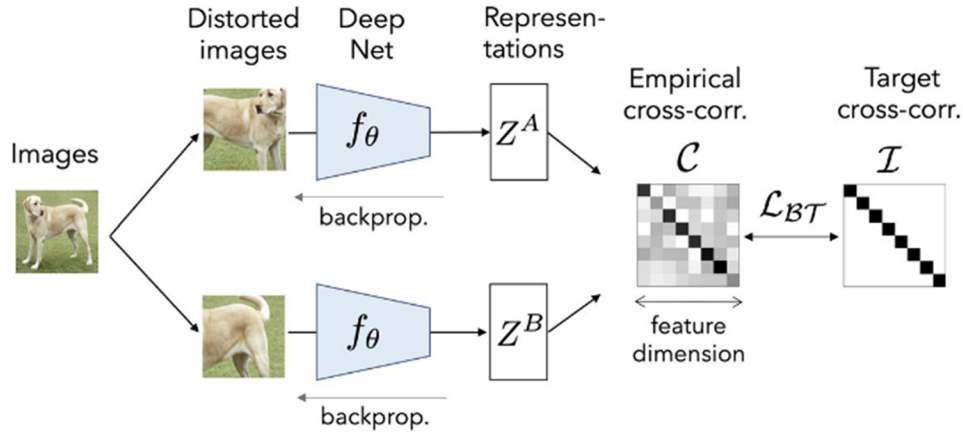 Images
Distorted
images
Deep
Net
Represen-
tations
f_θ
Z^A
backprop.
f_θ
Z^B
backprop.
Empirical
cross-corr.
C
feature
dimension
L_BT
Target
cross-corr.
I